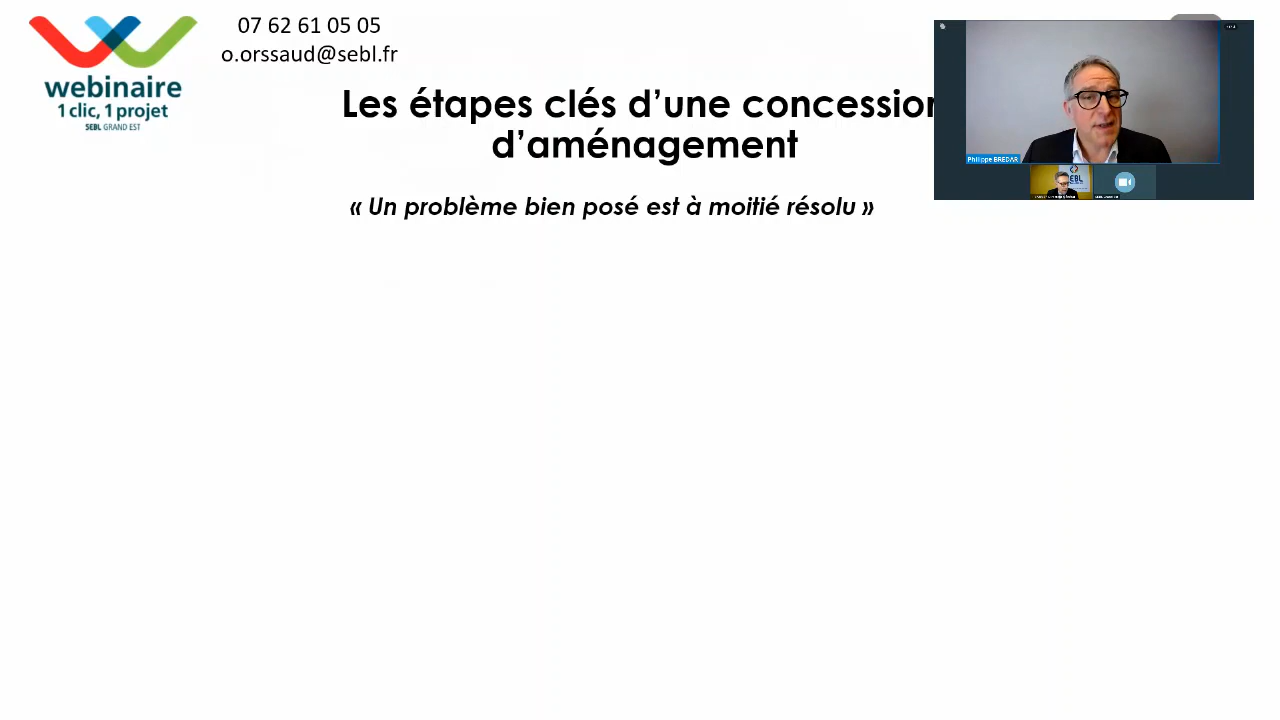 07 62 61 05 05
o.orssaud@sebl.fr
webinaire
1 clic, 1 projet
SEBL GRAND EST
Les étapes clés d’une concession
d’aménagement
« Un problème bien posé est à moitié résolu »
Philippe BREDAR
SEBL